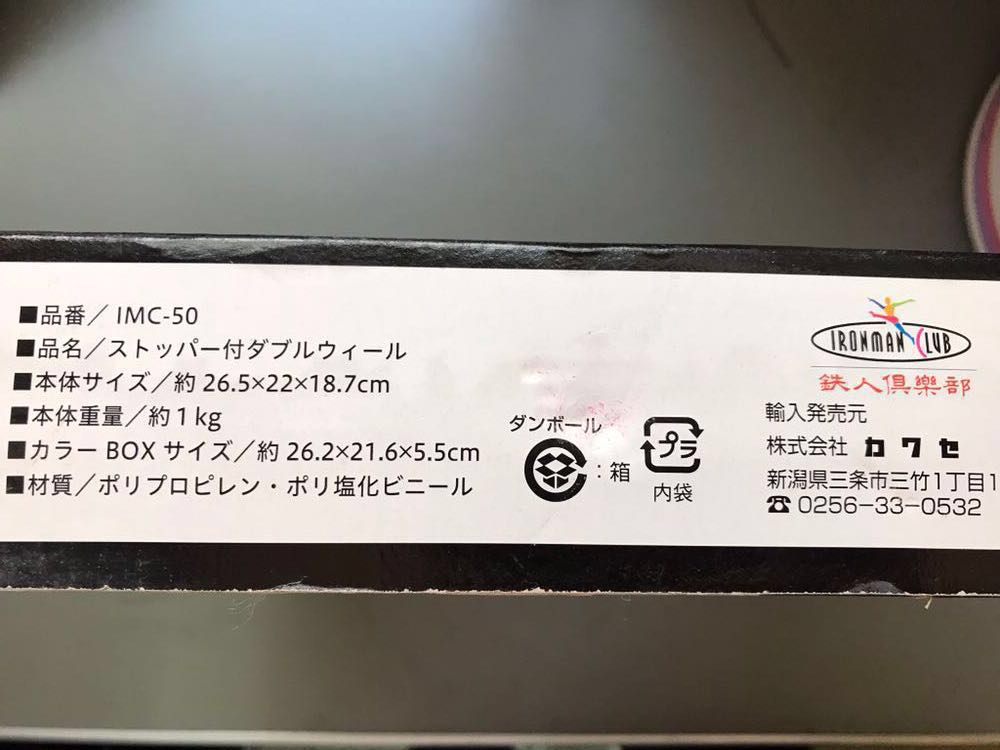 ■品番／IMC-50
■品名／ストッパー付ダブルウィール
■本体サイズ／約 26.5×22×18.7cm
■本体重量／約1kg
■カラー BOX サイズ／約 26.2×21.6×5.5cm
■材質／ポリプロピレン・ポリ塩化ビニール
ダンボール
：箱
プラ
内袋
IRONMAN CLUB
鉄人倶楽部
輸入発売元
株式会社 カワセ
新潟県三条市三竹1丁目1
☎ 0256-33-0532